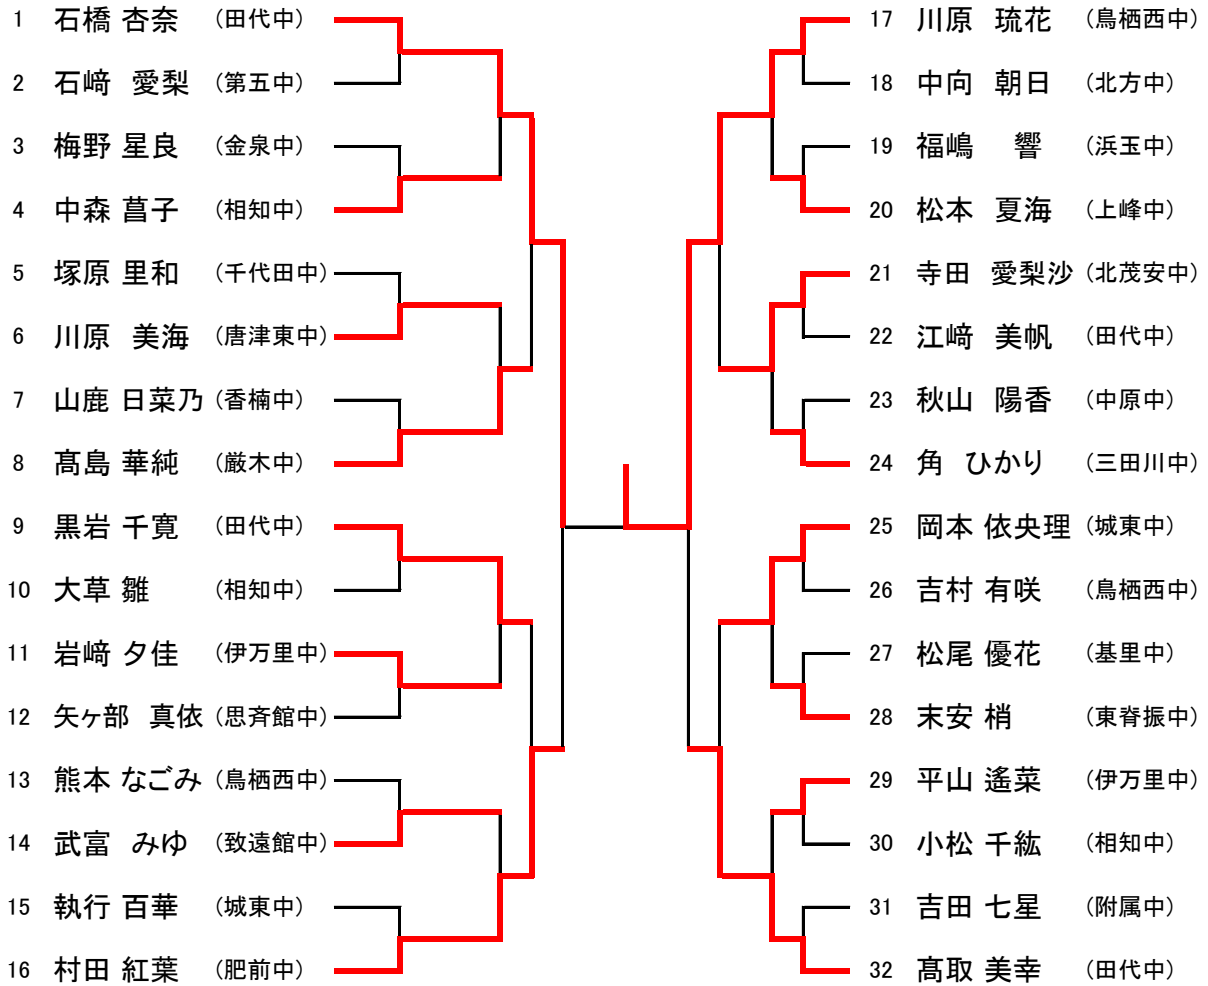 1 石橋 杏奈 (田代中)
2 石﨑 愛梨 (第五中)
3 梅野 星良 (金泉中)
4 中森 菖子 (相知中)
5 塚原 里和 (千代田中)
6 川原 美海 (唐津東中)
7 山鹿 日菜乃 (香楠中)
8 髙島 華純 (厳木中)
9 黒岩 千寛 (田代中)
10 大草 雛 (相知中)
11 岩﨑 夕佳 (伊万里中)
12 矢ヶ部 真依 (思斉館中)
13 熊本 なごみ (鳥栖西中)
14 武富 みゆ (致遠館中)
15 執行 百華 (城東中)
16 村田 紅葉 (肥前中)
17 川原 琉花 (鳥栖西中)
18 中向 朝日 (北方中)
19 福嶋 響 (浜玉中)
20 松本 夏海 (上峰中)
21 寺田 愛梨沙 (北茂安中)
22 江﨑 美帆 (田代中)
23 秋山 陽香 (中原中)
24 角 ひかり (三田川中)
25 岡本 依央理 (城東中)
26 吉村 有咲 (鳥栖西中)
27 松尾 優花 (基里中)
28 末安 梢 (東脊振中)
29 平山 遙菜 (伊万里中)
30 小松 千紘 (相知中)
31 吉田 七星 (附属中)
32 髙取 美幸 (田代中)